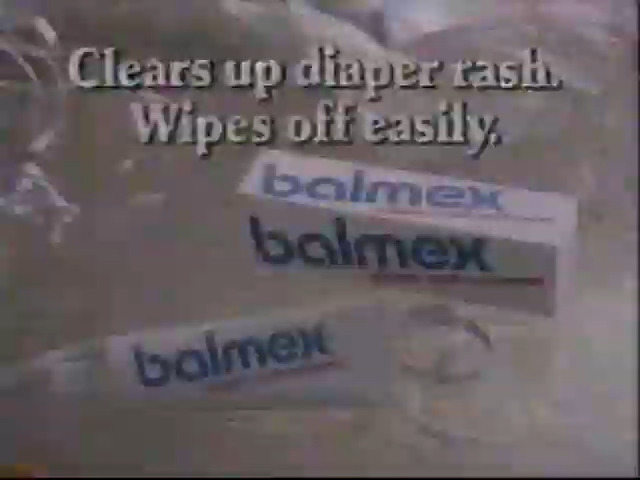 Clears up diaper rash.
Wipes off easily.
balmex
balmex
balmex